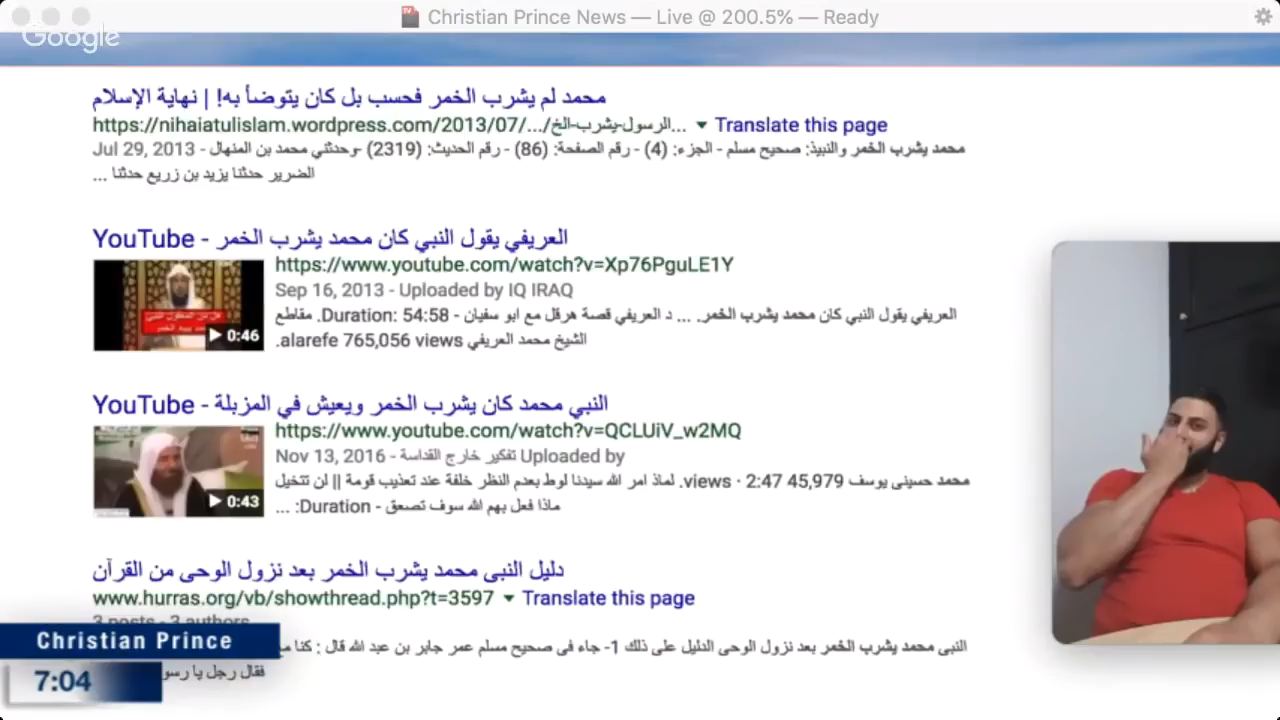 Christian Prince News — Live @ 200.5% — Ready
Google
محمد لم يشرب الخمر فحسب بل كان يتوضأ به! | نهاية الإسلام
https://nihaiatulislam.wordpress.com/2013/07/.../الرسول-يشرب-الخ... ▼ Translate this page
Jul 29, 2013 - محمد يشرب الخمر والنبيذ: صحيح مسلم - الجزء: (4) - رقم الصفحة: (86) - رقم الحديث: (2319) -وحدثني محمد بن المنهال
الضرير حدثنا يزيد بن زريع حدثنا ...
العريفي يقول النبي كان محمد يشرب الخمر - YouTube
https://www.youtube.com/watch?v=Xp76PguLE1Y
Sep 16, 2013 - Uploaded by IQ IRAQ
العريفي يقول النبي كان محمد يشرب الخمر. ... د العريفي قصة هرقل مع ابو سفيان - Duration: 54:58. مقاطع
الشيخ محمد العريفي alarefe 765,056 views.
0:46
النبي محمد كان يشرب الخمر ويعيش في المزبلة - YouTube
https://www.youtube.com/watch?v=QCLUiV_w2MQ
Nov 13, 2016 - Uploaded by تفكير خارج القداسة
محمد حسينى يوسف 45,979 views · 2:47. لماذا امر الله سيدنا لوط بعدم النظر خلفة عند تعذيب قومة || لن تتخيل
ماذا فعل بهم الله سوف تصعق - Duration: ...
0:43
دليل النبى محمد يشرب الخمر بعد نزول الوحى من القرآن
www.hurras.org/vb/showthread.php?t=3597 ▼ Translate this page
3 posts - 3 authors
النبى محمد يشرب الخمر بعد نزول الوحى الدليل على ذلك 1- جاء فى صحيح مسلم عمر جابر بن عبد الله قال : كنا
فقال رجل يا
Christian Prince
7:04